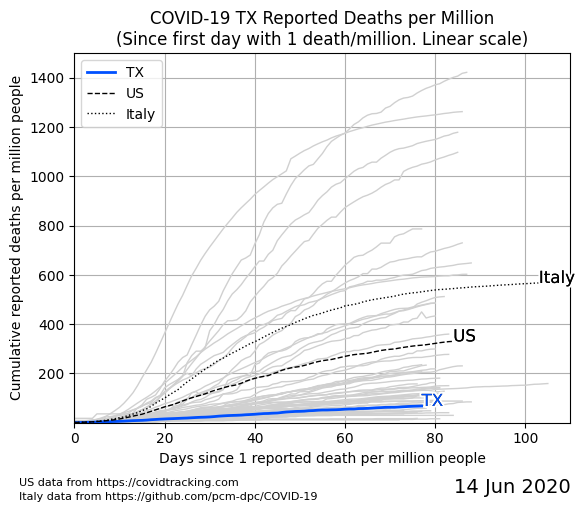 COVID-19 TX Reported Deaths per Million
(Since first day with 1 death/million. Linear scale)
TX
US
Italy
Cumulative reported deaths per million people
1400
1200
1000
800
600
400
200
Italy
US
TX
0
20
40
60
80
100
Days since 1 reported death per million people
US data from https://covidtracking.com
Italy data from https://github.com/pcm-dpc/COVID-19
14 Jun 2020